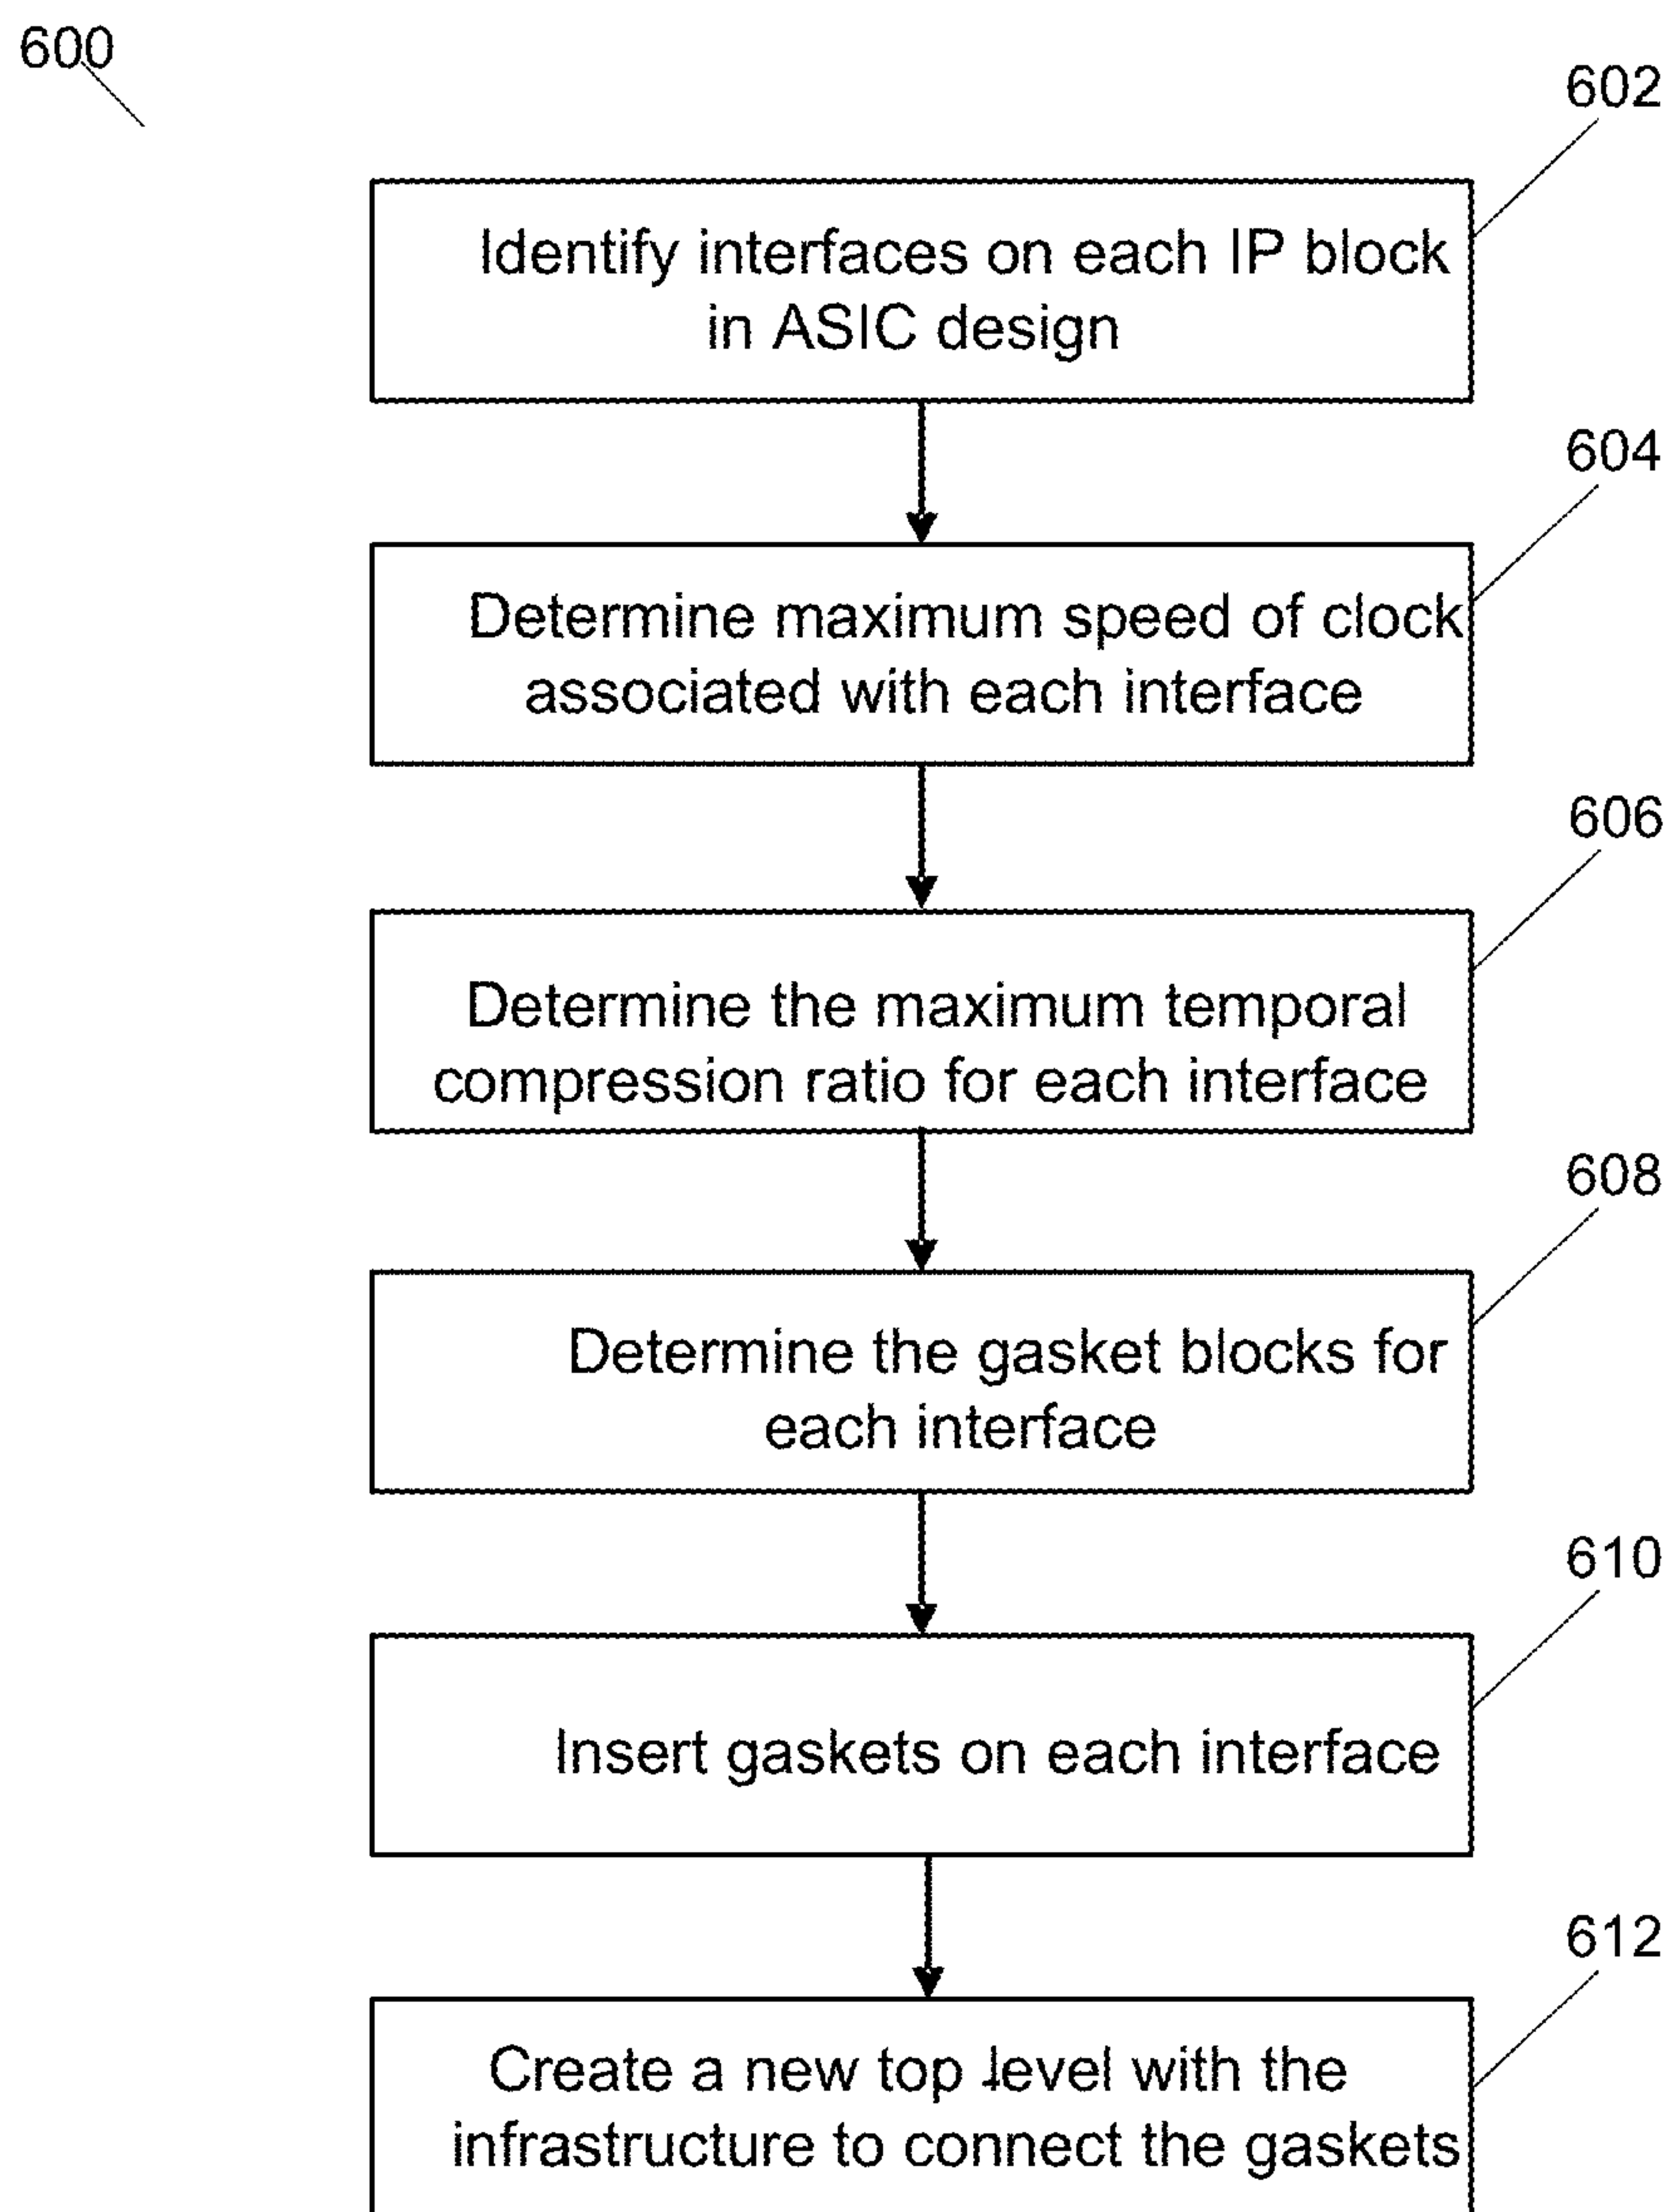 600
602
Identify interfaces on each IP block
in ASIC design
604
Determine maximum speed of clock
associated with each interface
606
Determine the maximum temporal
compression ratio for each interface
608
Determine the gasket blocks for
each interface
610
Insert gaskets on each interface
612
Create a new top level with the
infrastructure to connect the gaskets